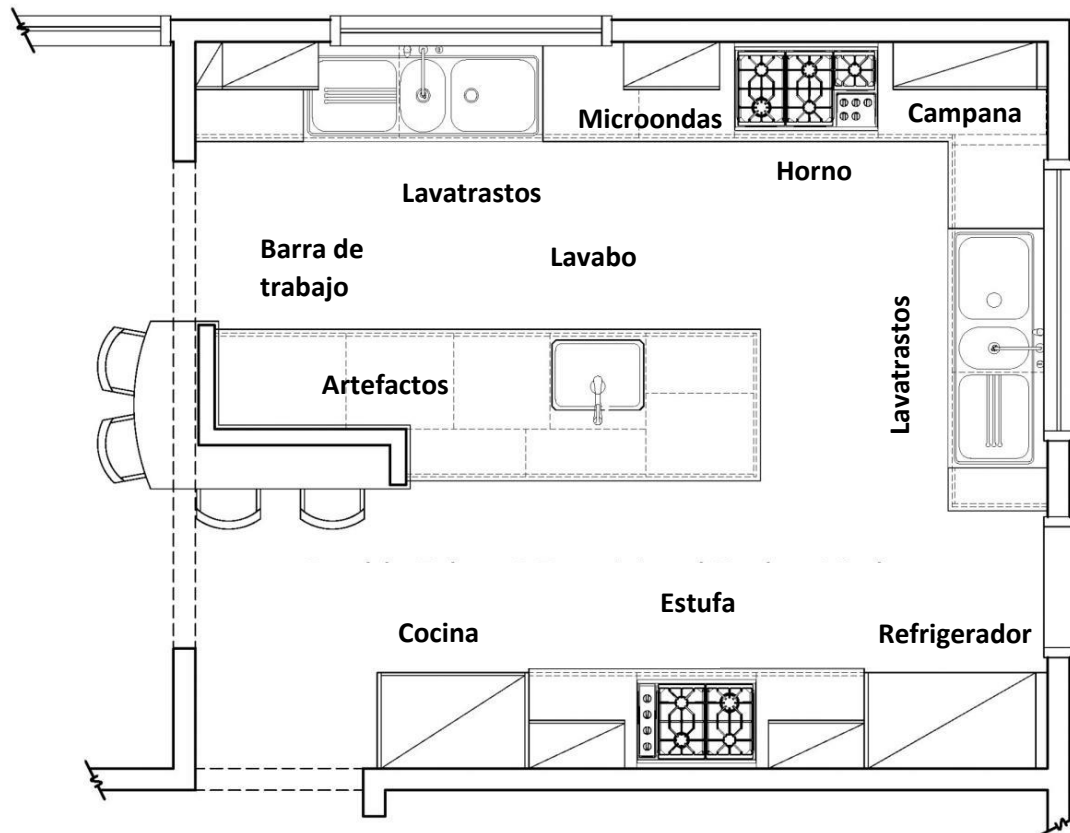 Microondas
Campana
Horno
Lavatrastos
Barra de
trabajo
Lavabo
Lavatrastos
Artefactos
Estufa
Cocina
Refrigerador